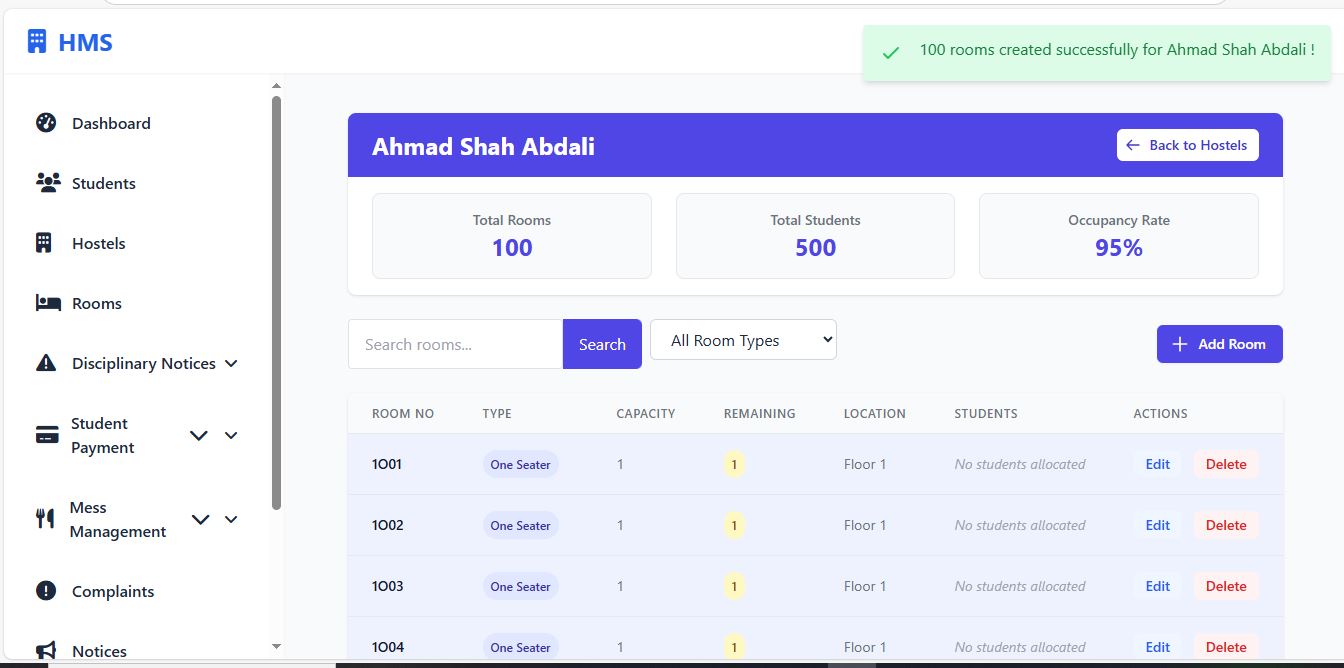 HMS
100 rooms created successfully for Ahmad Shah Abdali !
Dashboard
Students
Hostels
Rooms
Disciplinary Notices
Student
Payment
Mess
Management
Complaints
Notices
Ahmad Shah Abdali
Back to Hostels
Total Rooms
100
Total Students
500
Occupancy Rate
95%
Search rooms...
Search
All Room Types
Add Room
ROOM NO TYPE CAPACITY REMAINING LOCATION STUDENTS ACTIONS
1O01 One Seater 1 1 Floor 1 No students allocated Edit Delete
1O02 One Seater 1 1 Floor 1 No students allocated Edit Delete
1O03 One Seater 1 1 Floor 1 No students allocated Edit Delete
1O04 One Seater 1 1 Floor 1 No students allocated Edit Delete